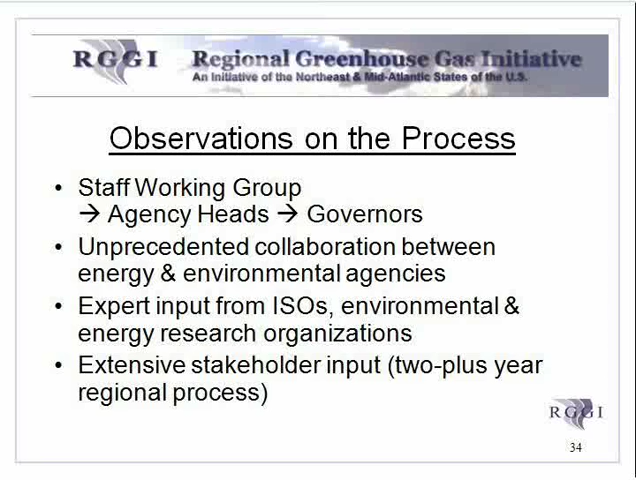 RGGI Regional Greenhouse Gas Initiative
An Initiative of the Northeast & Mid-Atlantic States of the U.S.
Observations on the Process
• Staff Working Group
→ Agency Heads → Governors
• Unprecedented collaboration between
energy & environmental agencies
• Expert input from ISOs, environmental &
energy research organizations
• Extensive stakeholder input (two-plus year
regional process)
RGGI
34